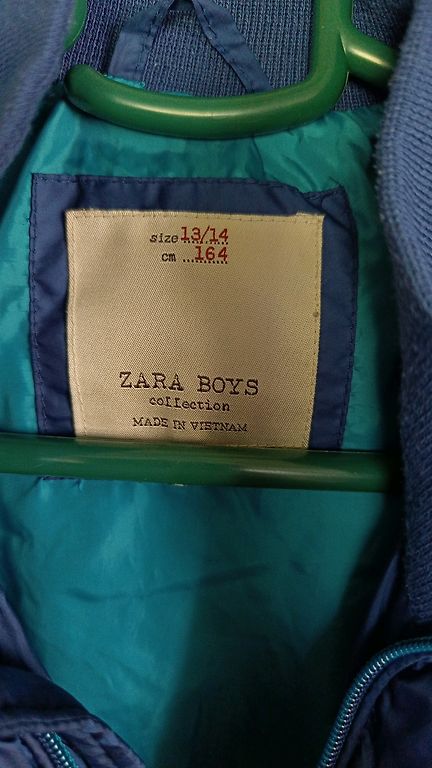 size 13/14
cm 164
ZARA BOYS
collection
MADE IN VIETNAM